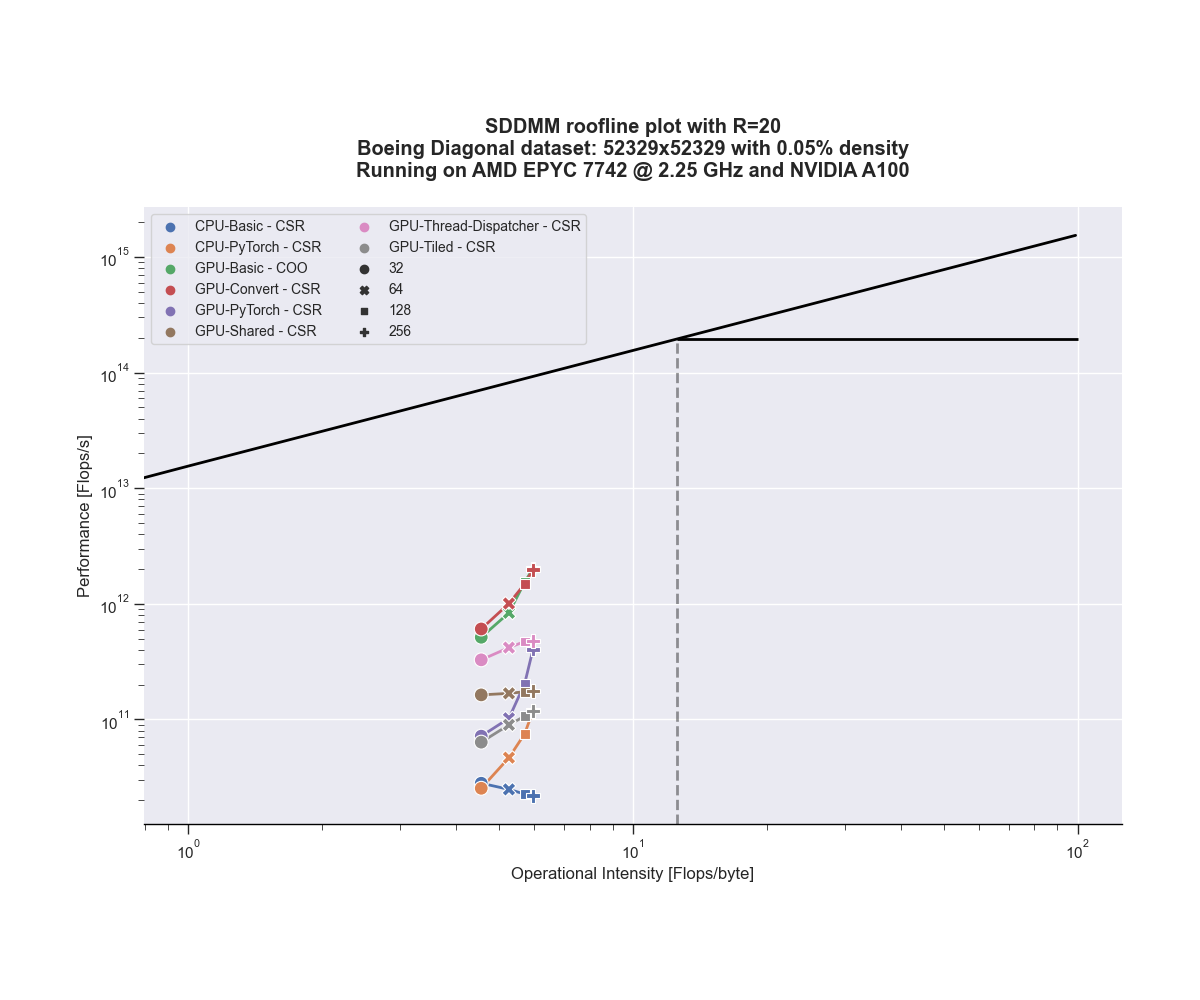 SDDMM roofline plot with R=20
Boeing Diagonal dataset: 52329x52329 with 0.05% density
Running on AMD EPYC 7742 @ 2.25 GHz and NVIDIA A100
CPU-Basic - CSR
CPU-PyTorch - CSR
GPU-Basic - COO
GPU-Convert - CSR
GPU-PyTorch - CSR
GPU-Shared - CSR
GPU-Thread-Dispatcher - CSR
GPU-Tiled - CSR
32
64
128
256
10^15
10^14
10^13
10^12
10^11
Performance [Flops/s]
10^0
10^1
10^2
Operational Intensity [Flops/byte]